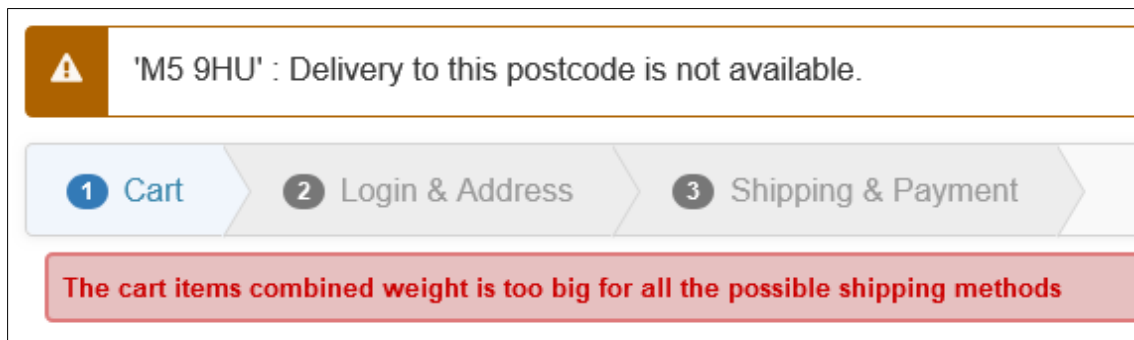 'M5 9HU' : Delivery to this postcode is not available.
1 Cart 2 Login & Address 3 Shipping & Payment
The cart items combined weight is too big for all the possible shipping methods